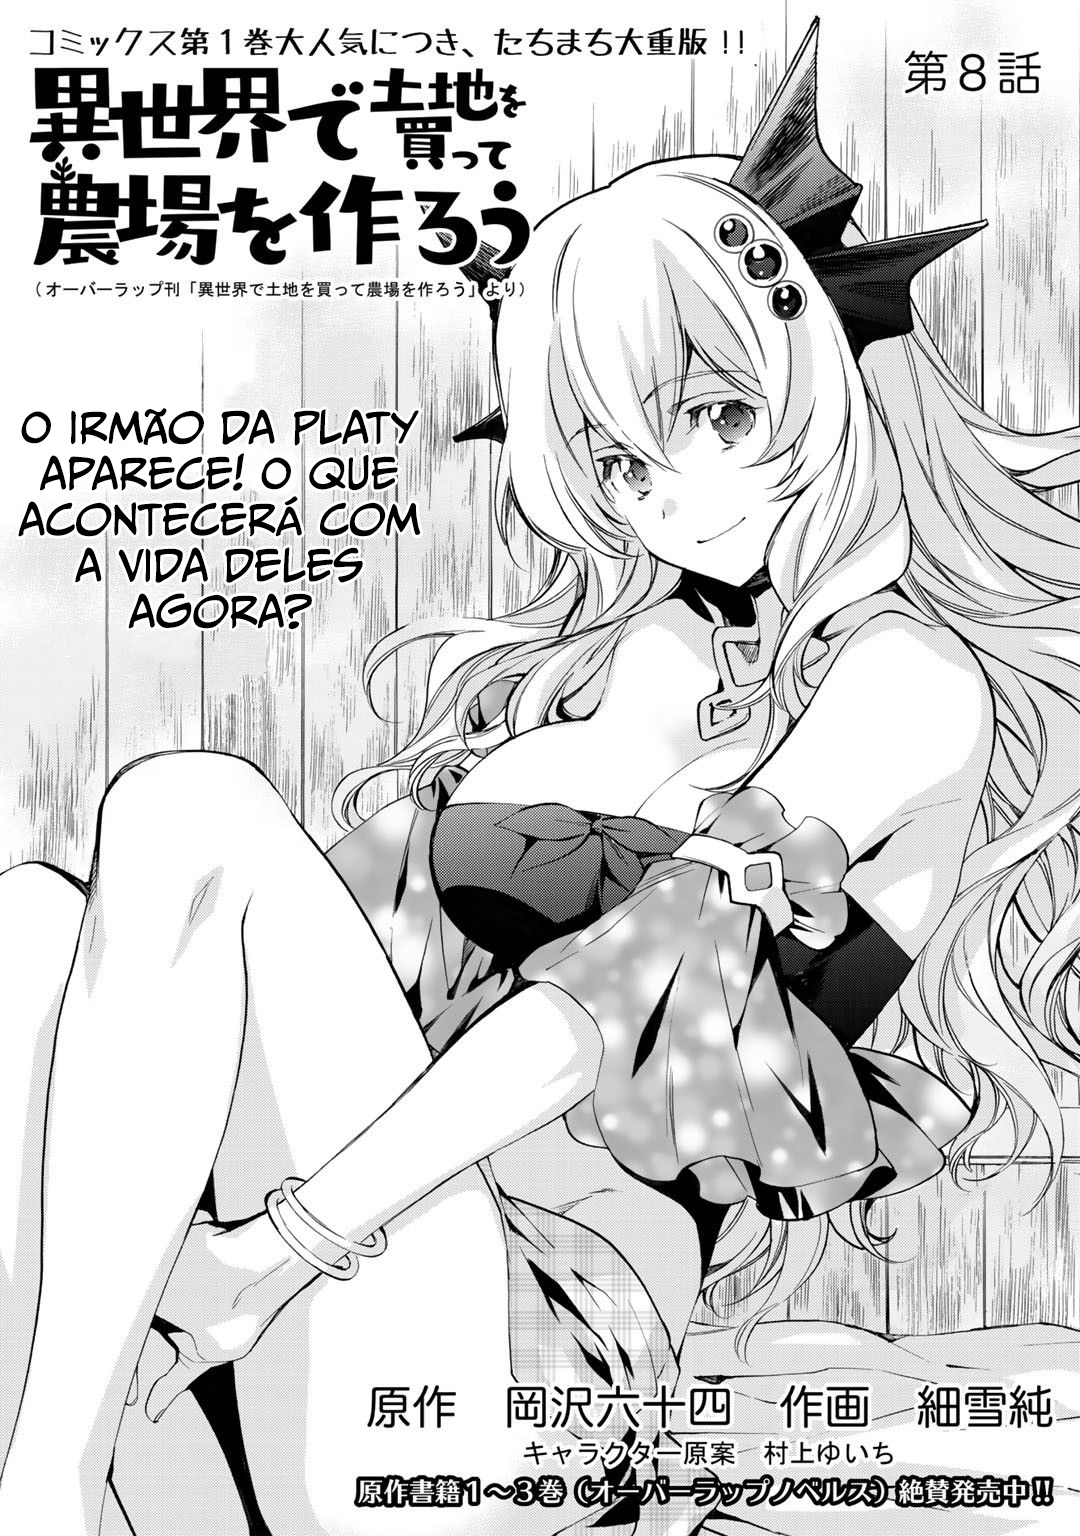 コミックス第1巻大人気につき、たちまち大重版!!
第8話
異世界で土地を買って
農場を作ろう
(オーバーラップ刊「異世界で土地を買って農場を作ろう」より)
O IRMÃO DA PLATY
APARECE! O QUE
ACONTECERÁ COM
A VIDA DELES
AGORA?
原作 岡沢六十四 作画 細雪純
キャラクター原案 村上ゆいち
原作書籍1~3巻(オーバーラップノベルス)絶賛発売中!!